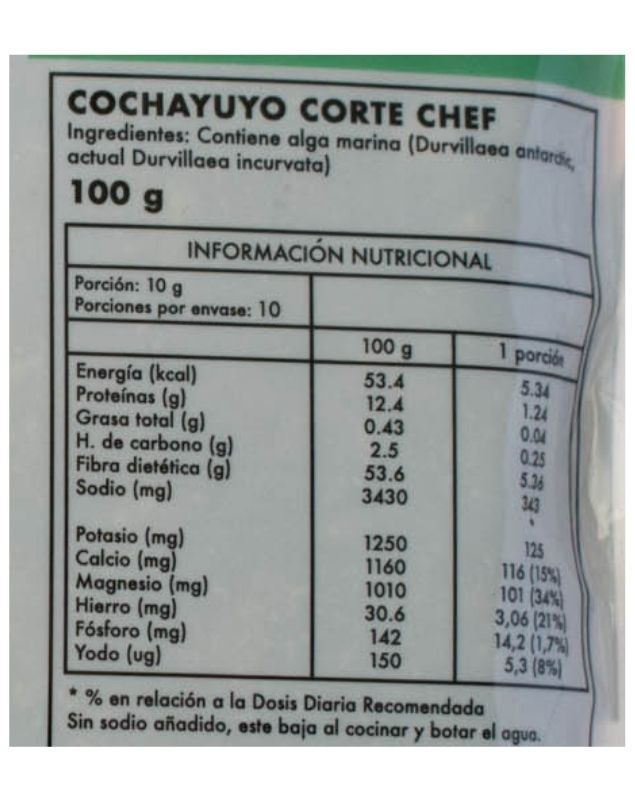 COCHAYUYO CORTE CHEF
Ingredientes: Contiene alga marina (Durvillaea
actual Durvillaea incurvata)
100 g
INFORMACIÓN NUTRICIONAL
Porción: 10 g
Porciones por envase: 10
100 g 1 porción
Energía (kcal) 53.4 5.34
Proteínas (g) 12.4 1.24
Grasa total (g) 0.43 0.04
H. de carbono (g) 2.5 0.25
Fibra dietética (g) 53.6 5.36
Sodio (mg) 3430 343
*
Potasio (mg) 1250 125
Calcio (mg) 1160 116 (15%)
Magnesio (mg) 1010 101 (34%)
Hierro (mg) 30.6 3,06 (21%)
Fósforo (mg) 142 14,2 (1,7%)
Yodo (ug) 150 5,3 (8%)
* % en relación a la Dosis Diaria Recomendada
Sin sodio añadido, este baja al cocinar y botar el agua.